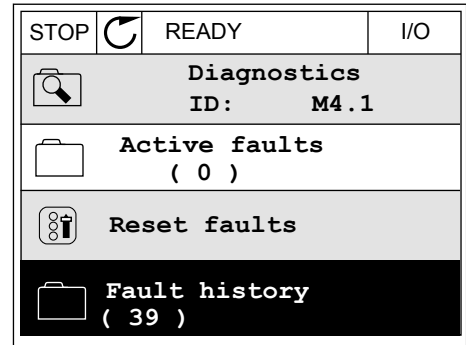 STOP READY I/O
Diagnostics
ID: M4.1
Active faults
( 0 )
Reset faults
Fault history
( 39 )